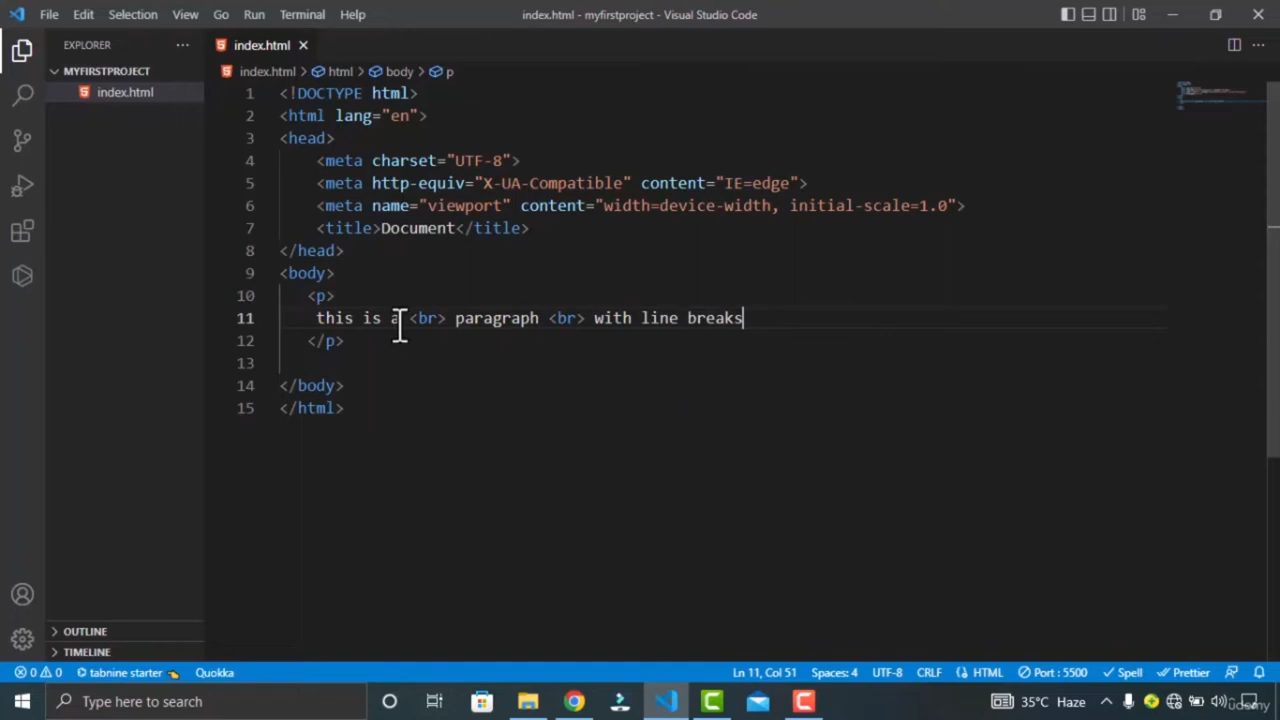 File Edit Selection View Go Run Terminal Help
index.html - myfirstproject - Visual Studio Code
EXPLORER
index.html
MYFIRSTPROJECT
index.html
index.html > html > body > p
1 <!DOCTYPE html>
2 <html lang="en">
3 <head>
4 <meta charset="UTF-8">
5 <meta http-equiv="X-UA-Compatible" content="IE=edge">
6 <meta name="viewport" content="width=device-width, initial-scale=1.0">
7 <title>Document</title>
8 </head>
9 <body>
10 <p>
11 this is a <br> paragraph <br> with line breaks
12 </p>
13
14 </body>
15 </html>
OUTLINE
TIMELINE
0 0 tabnine starter Quokka Ln 11, Col 51 Spaces: 4 UTF-8 CRLF HTML Port : 5500 Spell Prettier
Type here to search 35°C Haze
Udemy